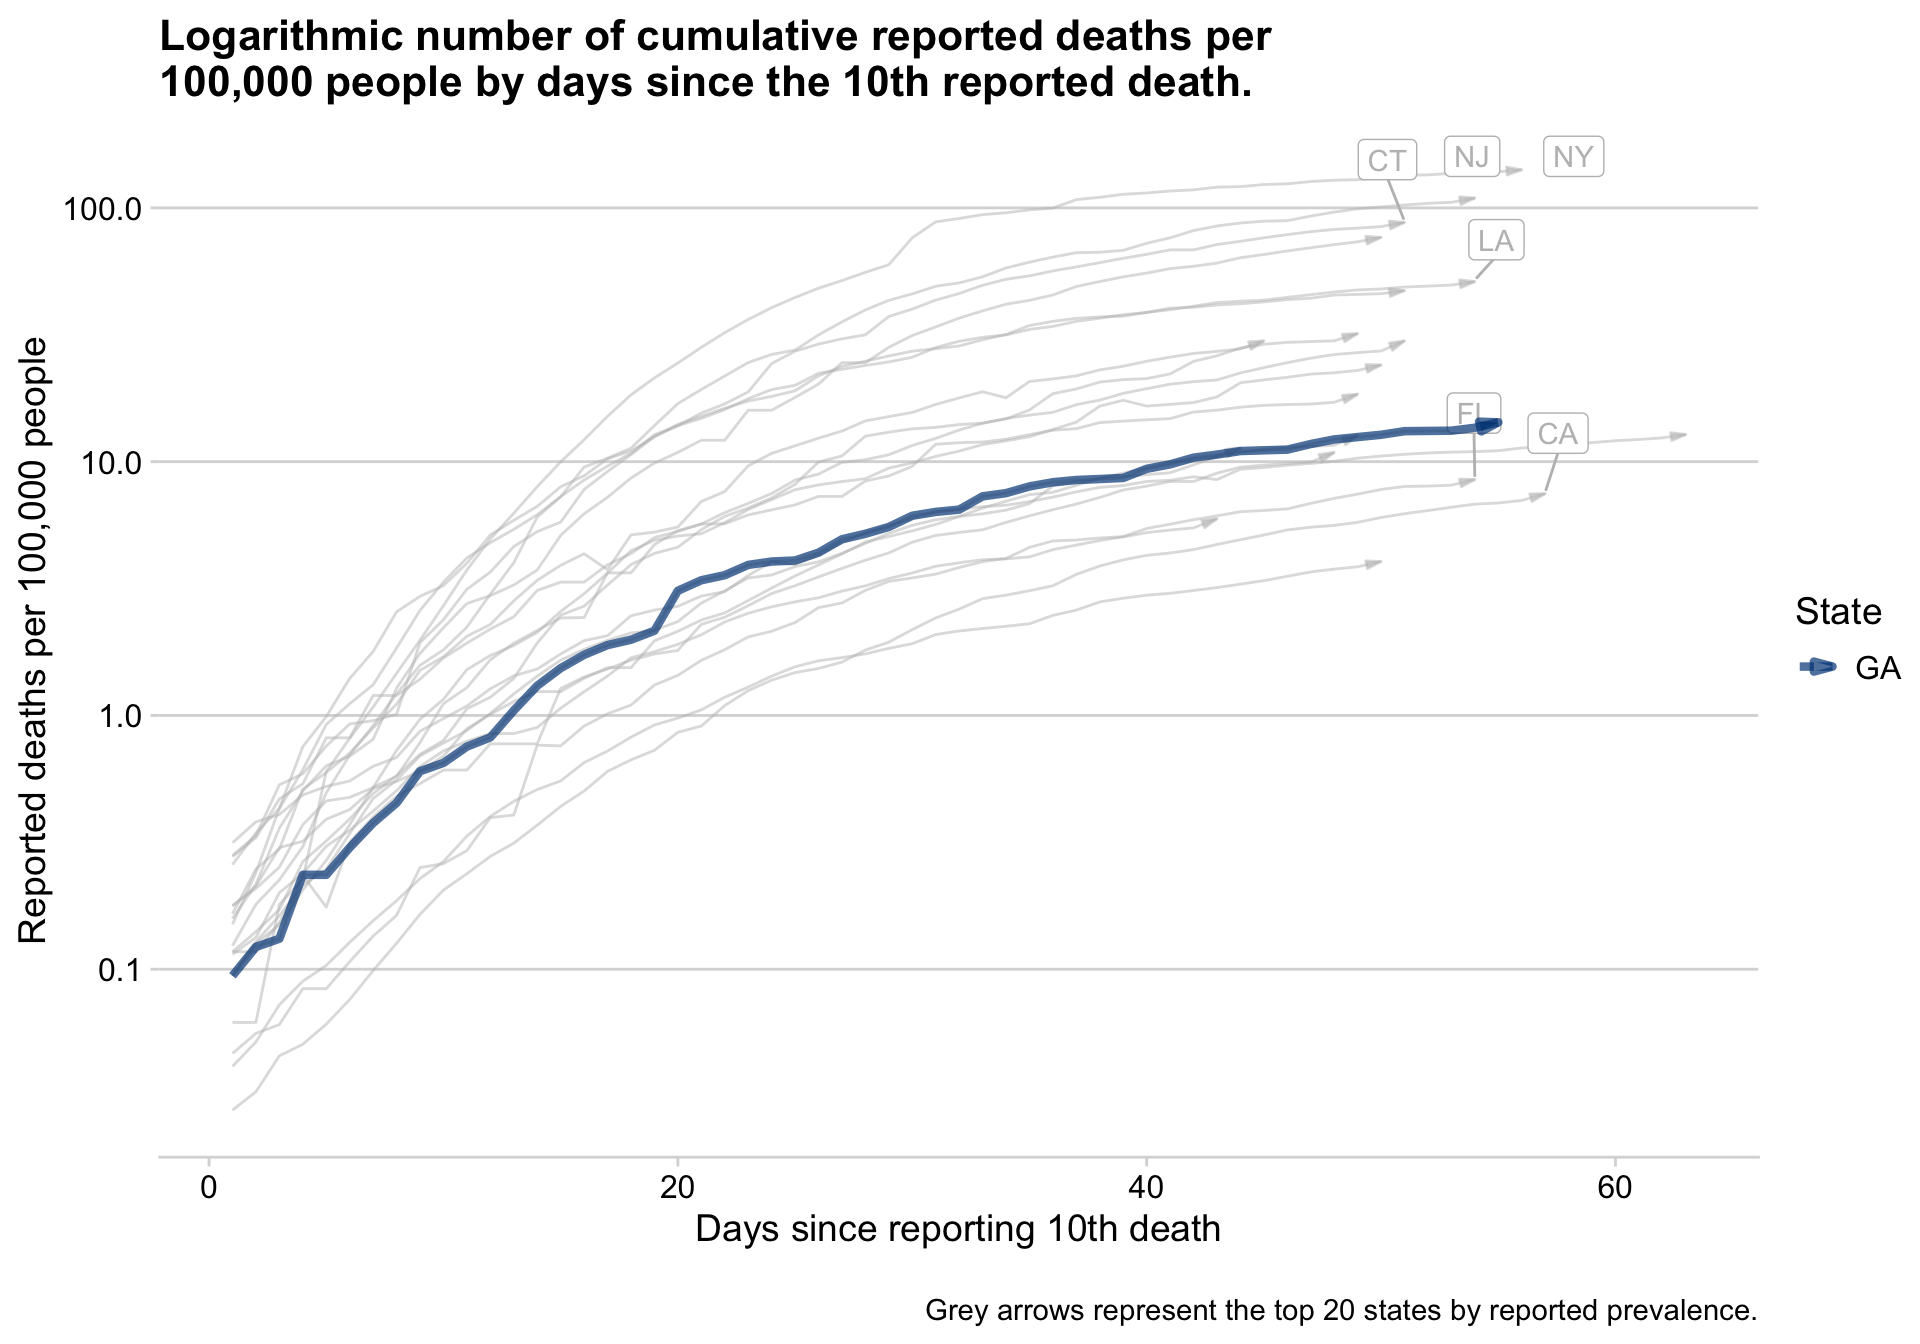 Logarithmic number of cumulative reported deaths per
100,000 people by days since the 10th reported death.
CT
NJ
NY
LA
FL
CA
100.0
10.0
1.0
0.1
Reported deaths per 100,000 people
0
20
40
60
Days since reporting 10th death
State
GA
Grey arrows represent the top 20 states by reported prevalence.